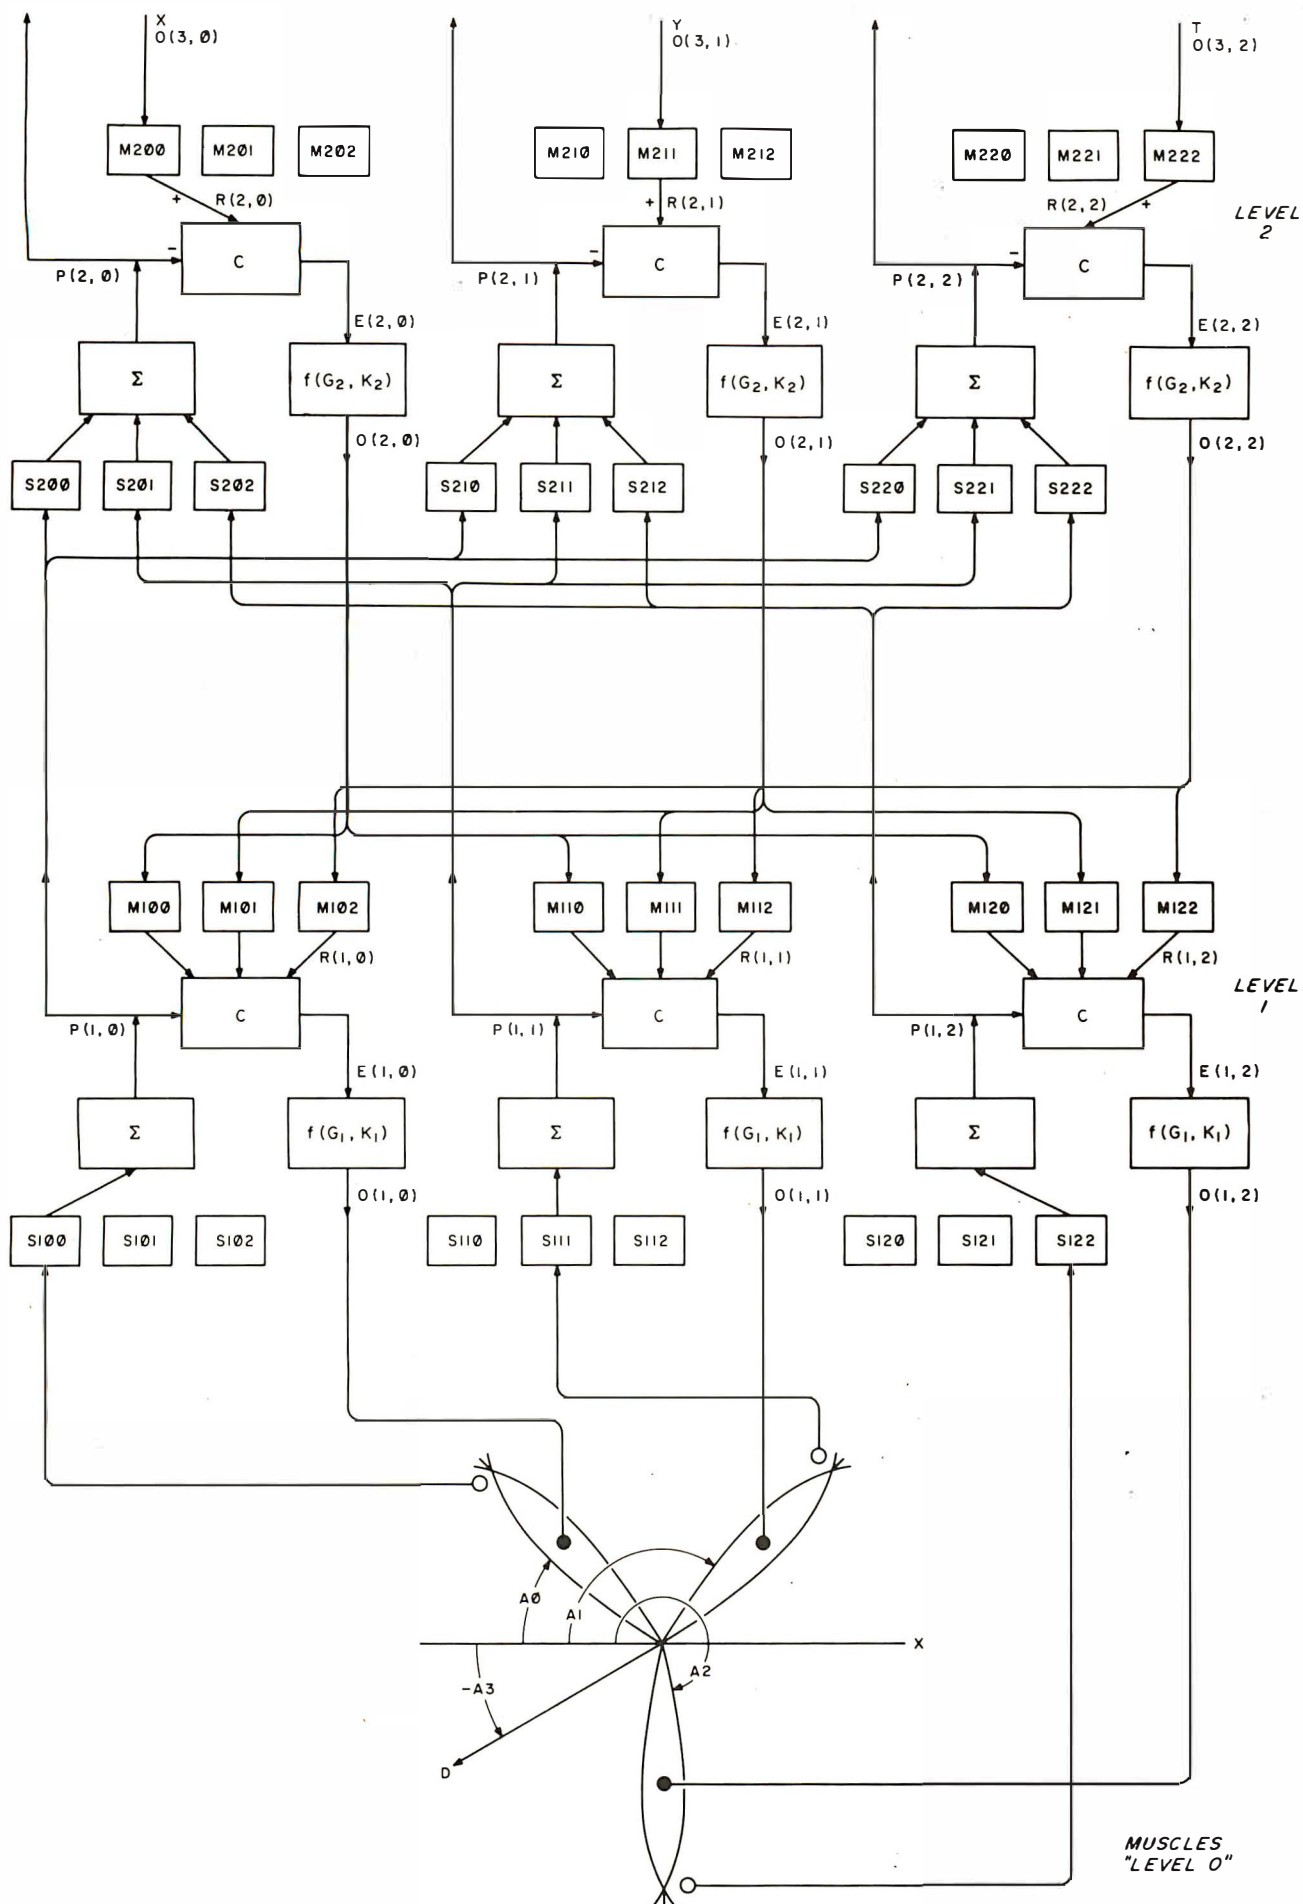 X
O(3,Ø)
Y
O(3,1)
T
O(3,2)
M2ØØ
M2Ø1
M2Ø2
M21Ø
M211
M212
M22Ø
M221
M222
+
R(2,Ø)
+
R(2,1)
R(2,2)
+
LEVEL
2
-
C
-
C
-
C
P(2,Ø)
P(2,1)
P(2,2)
E(2,Ø)
E(2,1)
E(2,2)
Σ
f(G₂,K₂)
Σ
f(G₂,K₂)
Σ
f(G₂,K₂)
O(2,Ø)
O(2,1)
O(2,2)
S2ØØ
S2Ø1
S2Ø2
S21Ø
S211
S212
S22Ø
S221
S222
M1ØØ
M1Ø1
M1Ø2
M11Ø
M111
M112
M12Ø
M121
M122
R(1,Ø)
R(1,1)
R(1,2)
LEVEL
1
C
C
C
P(1,Ø)
P(1,1)
P(1,2)
E(1,Ø)
E(1,1)
E(1,2)
Σ
f(G₁,K₁)
Σ
f(G₁,K₁)
Σ
f(G₁,K₁)
O(1,Ø)
O(1,1)
O(1,2)
S1ØØ
S1Ø1
S1Ø2
S11Ø
S111
S112
S12Ø
S121
S122
AØ
A1
X
A2
-A3
D
MUSCLES
"LEVEL O"